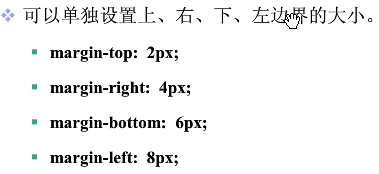 可以单独设置上、右、下、左边界的大小。
margin-top: 2px;
margin-right: 4px;
margin-bottom: 6px;
margin-left: 8px;